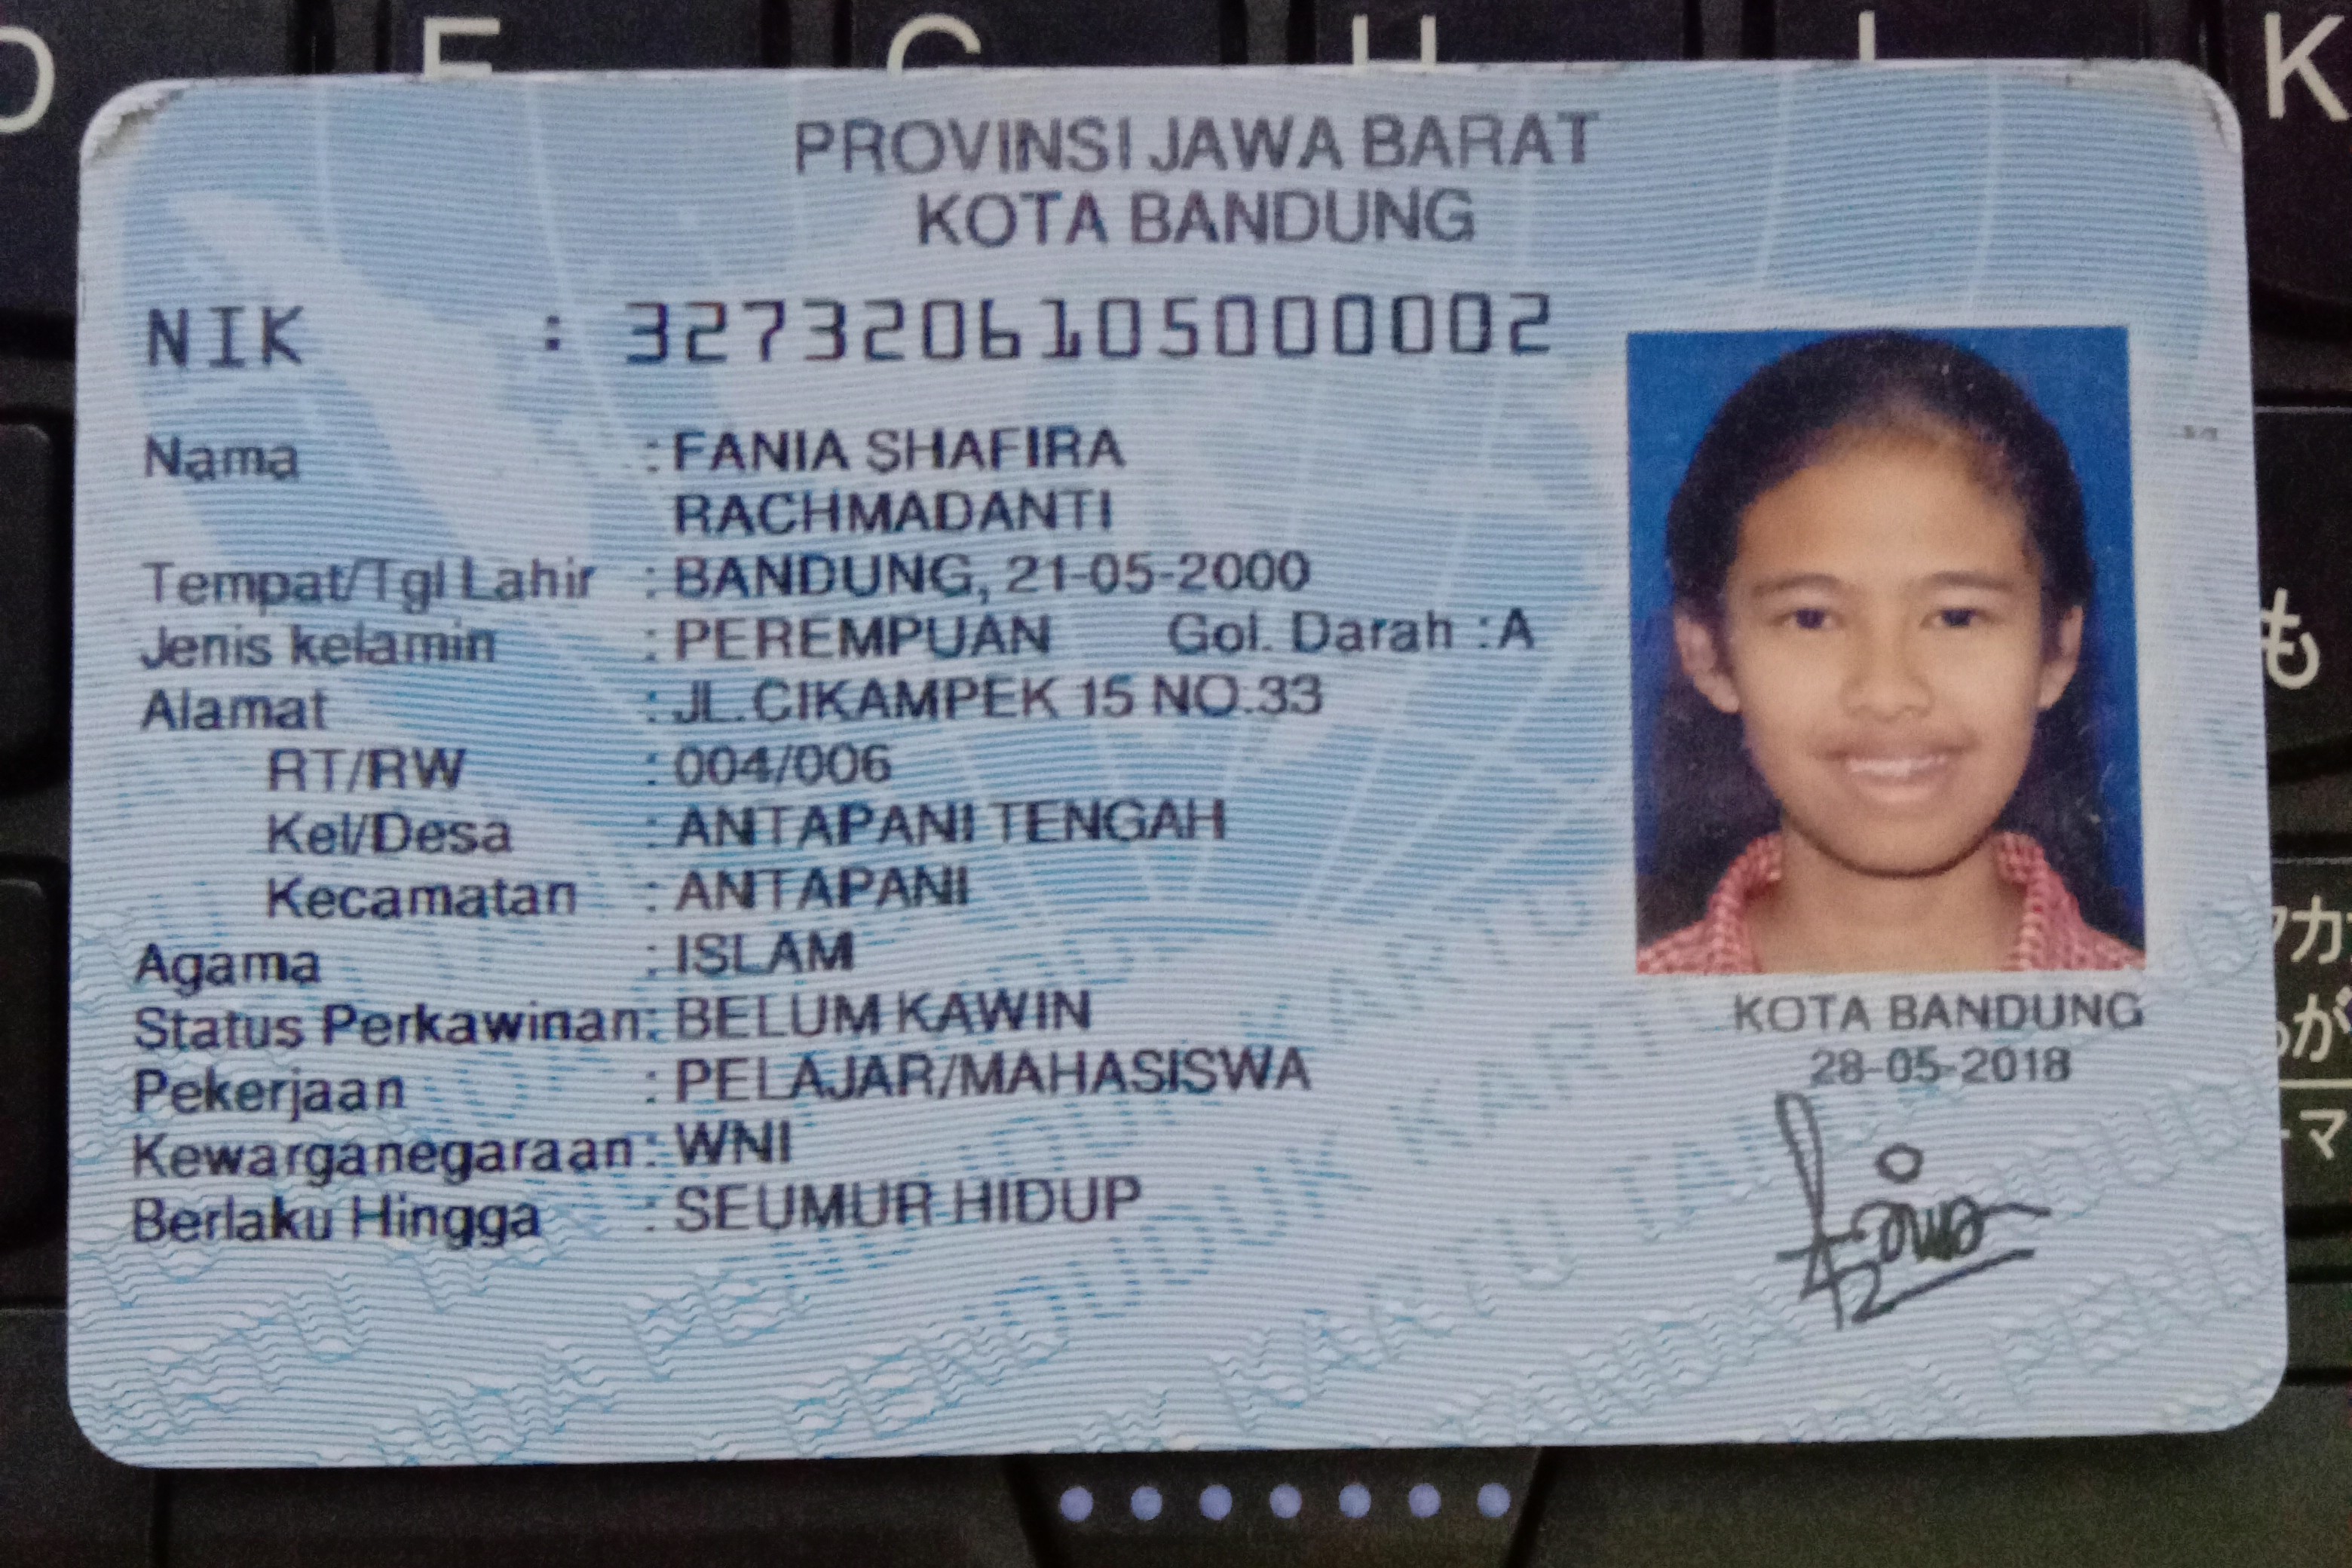 PROVINSI JAWA BARAT
KOTA BANDUNG
NIK : 3273206105000002
Nama : FANIA SHAFIRA
RACHMADANTI
Tempat/Tgl Lahir : BANDUNG, 21-05-2000
Jenis kelamin : PEREMPUAN Gol. Darah : A
Alamat : JL.CIKAMPEK 15 NO.33
RT/RW : 004/006
Kel/Desa : ANTAPANI TENGAH
Kecamatan : ANTAPANI
Agama : ISLAM
Status Perkawinan: BELUM KAWIN
Pekerjaan : PELAJAR/MAHASISWA
Kewarganegaraan: WNI
Berlaku Hingga : SEUMUR HIDUP
KOTA BANDUNG
28-05-2018